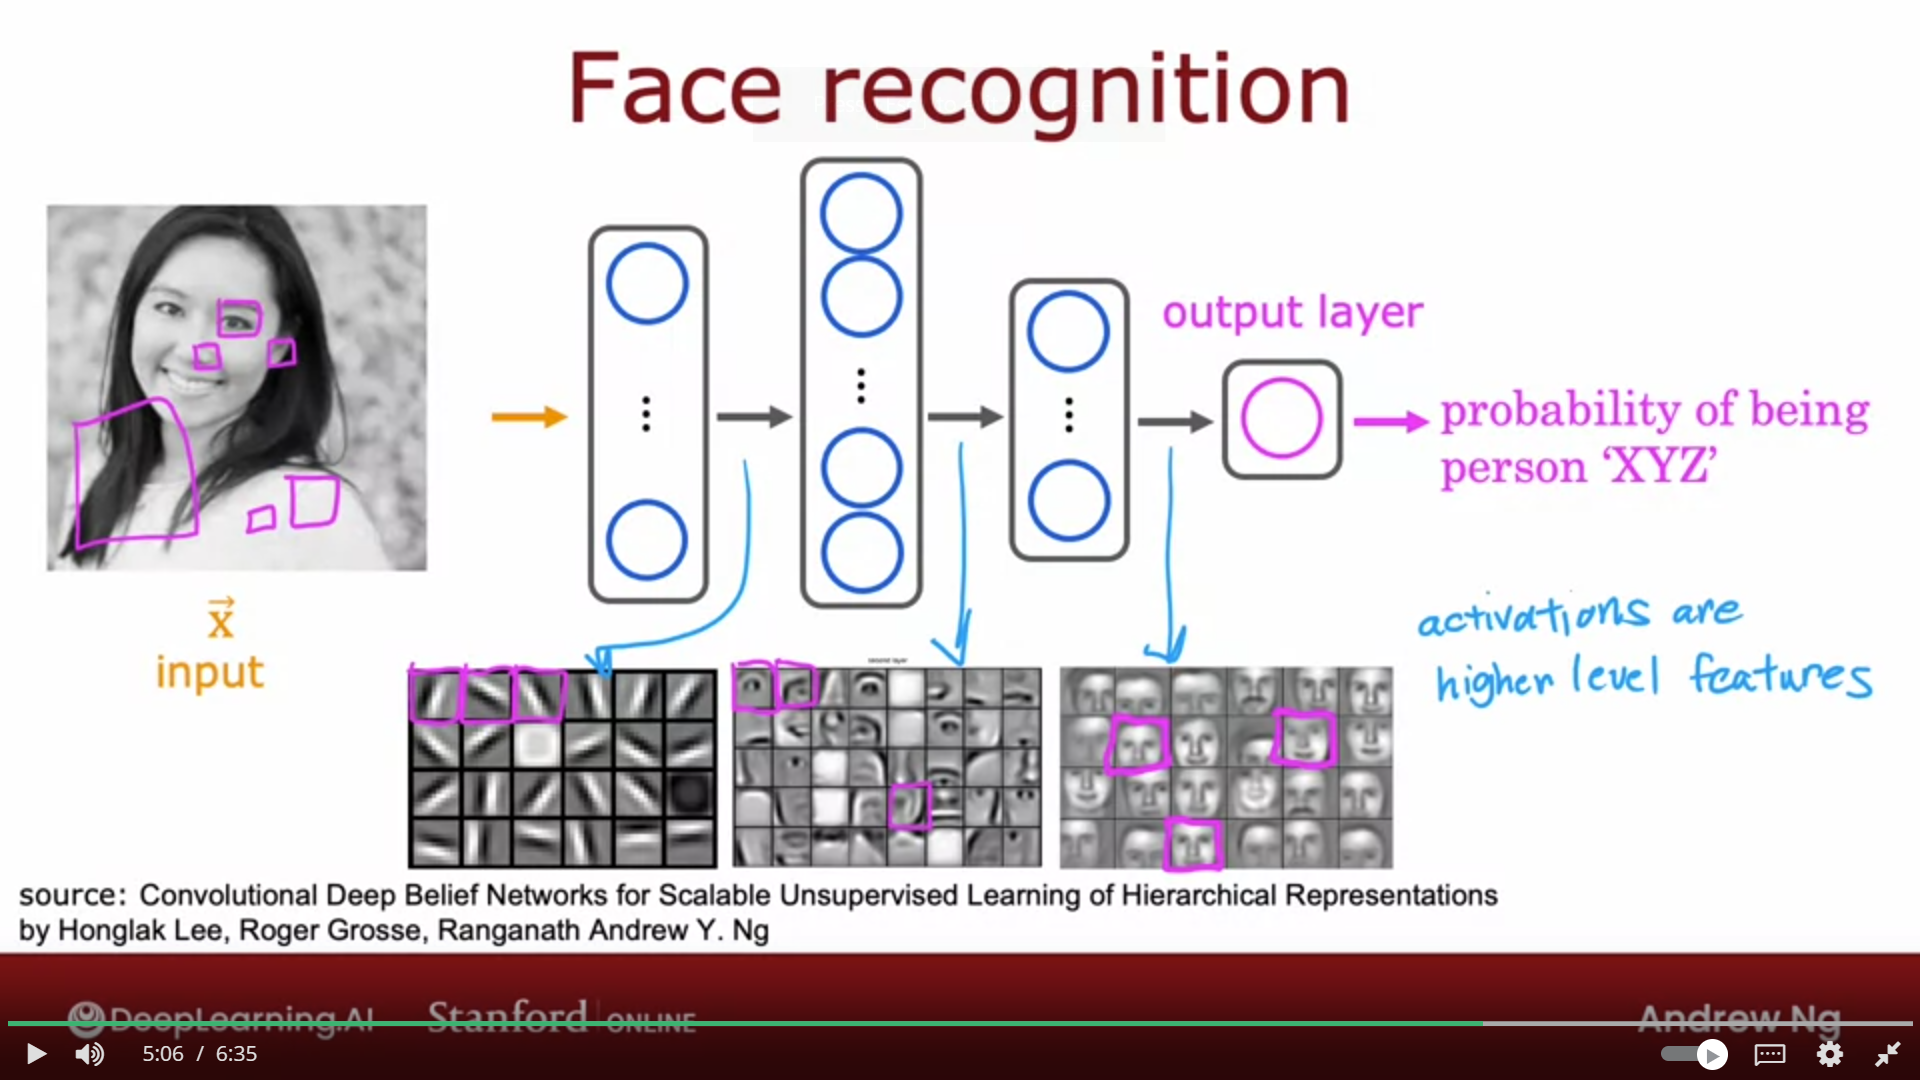 Face recognition
output layer
probability of being
person ‘XYZ’
x
input
activations are
higher level features
second layer
source: Convolutional Deep Belief Networks for Scalable Unsupervised Learning of Hierarchical Representations
by Honglak Lee, Roger Grosse, Ranganath Andrew Y. Ng
DeepLearning.AI
Stanford | ONLINE
Andrew Ng
5:06 / 6:35